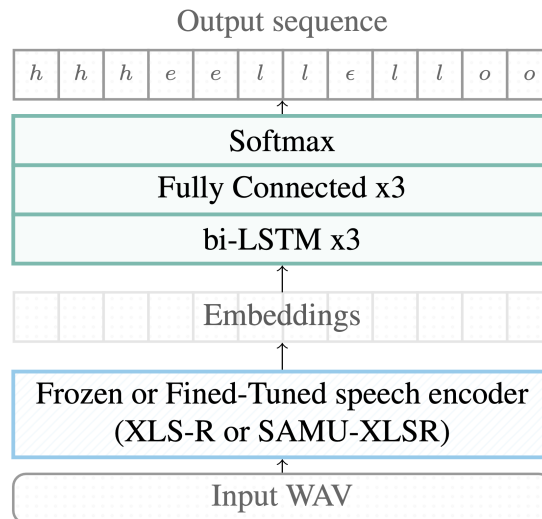 Output sequence
h h h e e l l ϵ l l o o
Softmax
Fully Connected x3
bi-LSTM x3
Embeddings
Frozen or Fined-Tuned speech encoder
(XLS-R or SAMU-XLSR)
Input WAV